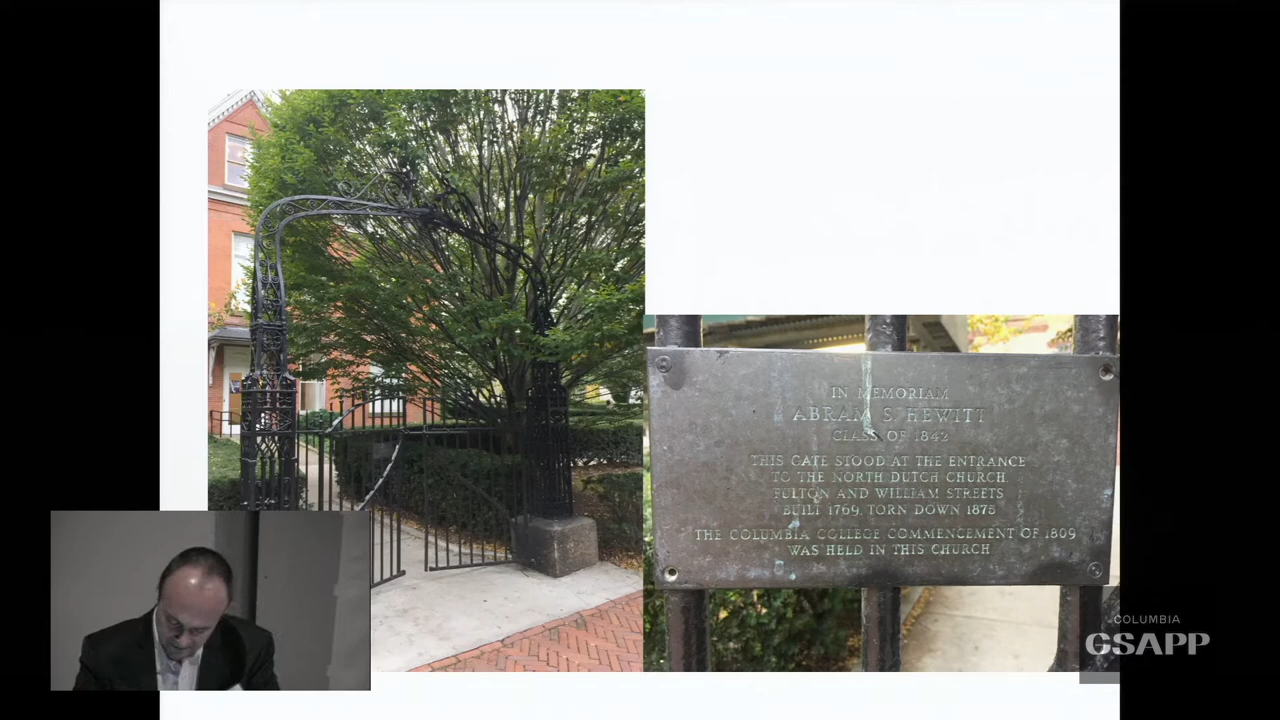 IN MEMORIAM
ABRAM S. HEWITT
CLASS OF 1842
THIS GATE STOOD AT THE ENTRANCE
TO THE NORTH DUTCH CHURCH,
FULTON AND WILLIAM STREETS
BUILT 1769, TORN DOWN 1875
THE COLUMBIA COLLEGE COMMENCEMENT OF 1809
WAS HELD IN THIS CHURCH
COLUMBIA
GSAPP